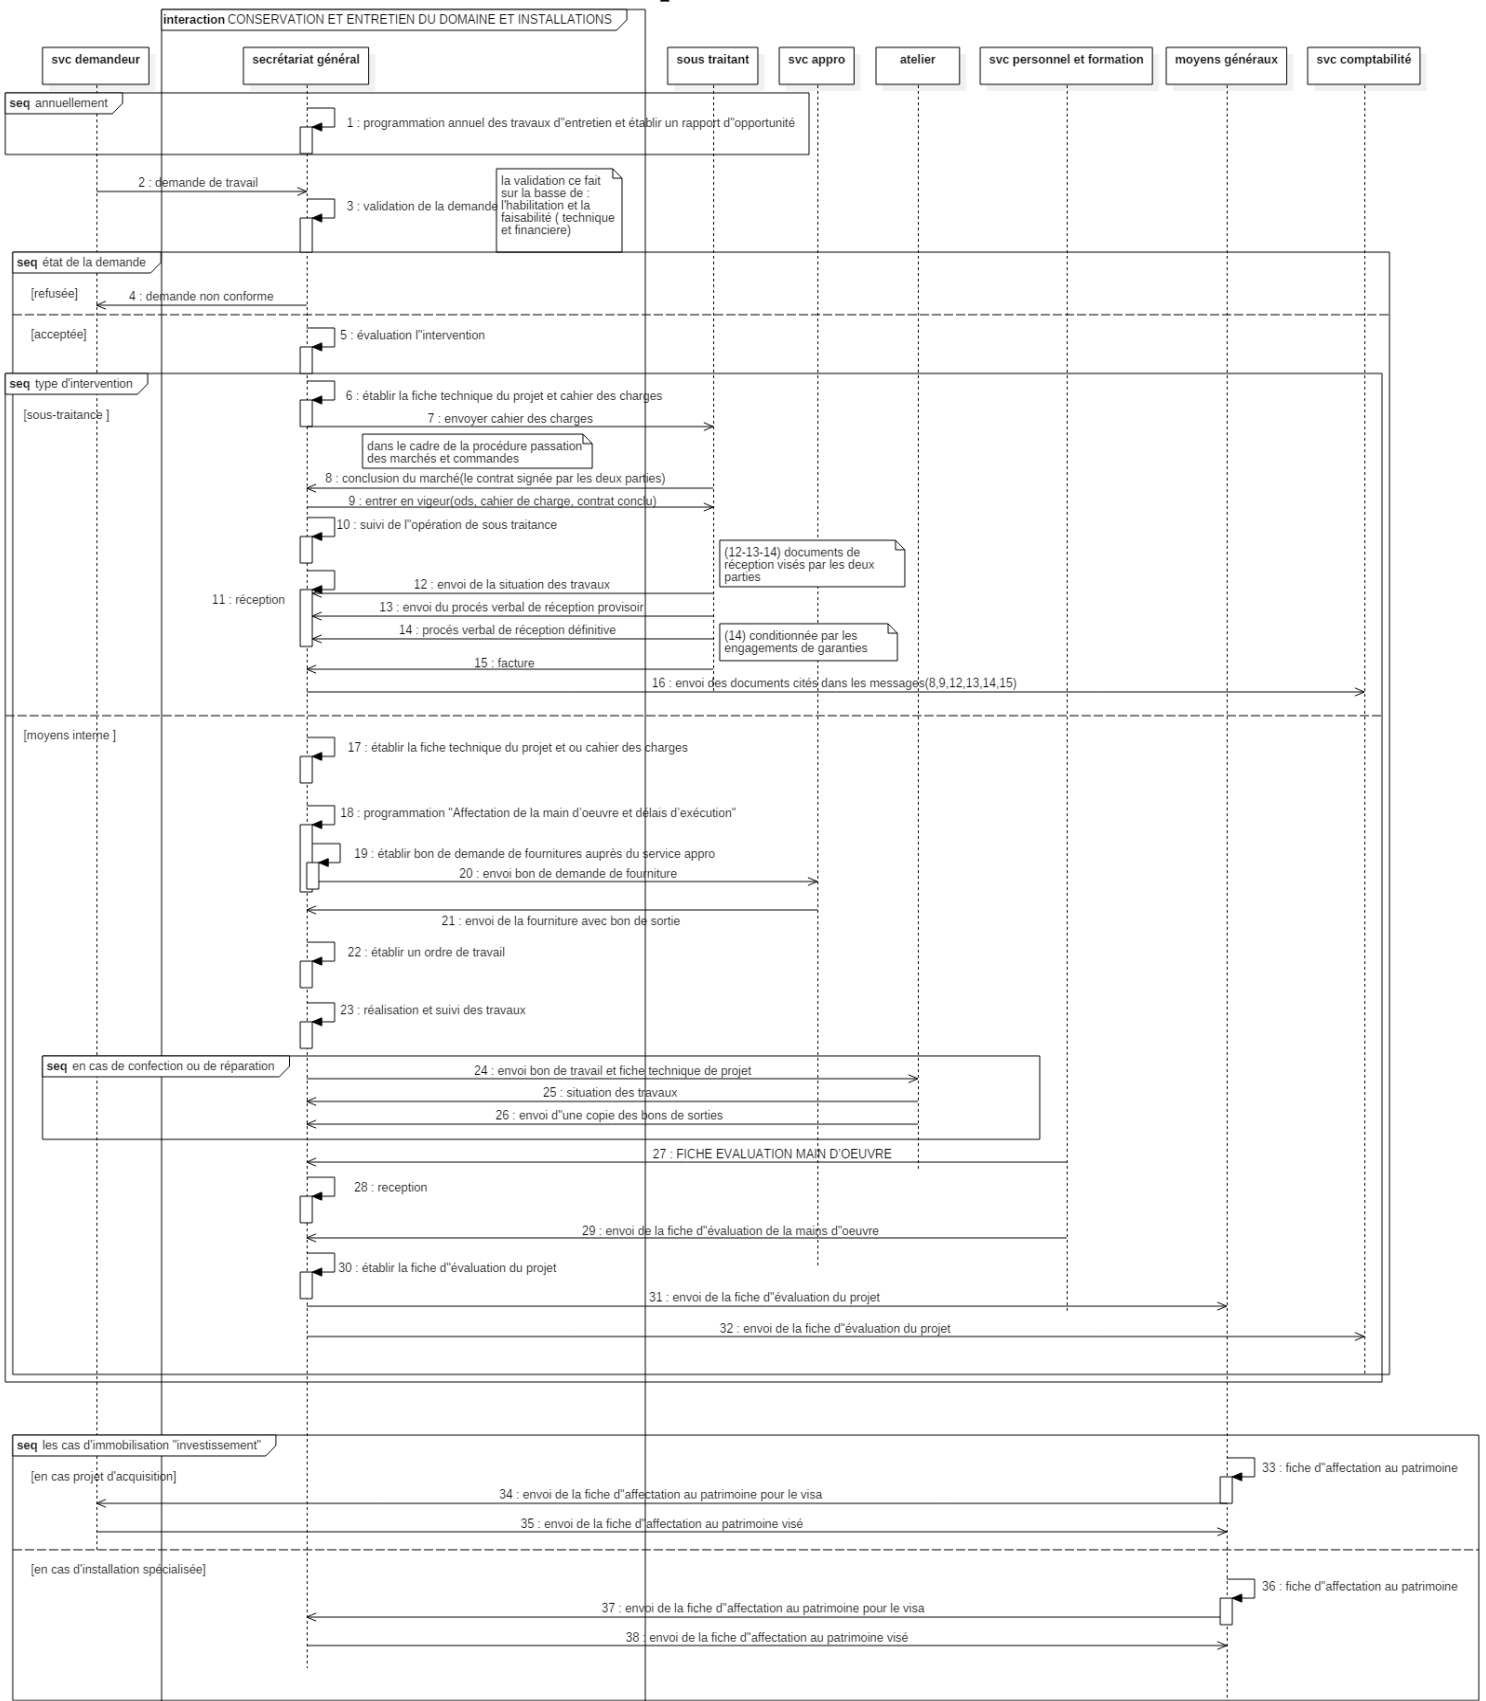 interaction CONSERVATION ET ENTRETIEN DU DOMAINE ET INSTALLATIONS
svc demandeur
secrétariat général
sous traitant
svc appro
atelier
svc personnel et formation
moyens généraux
svc comptabilité
seq annuellement
1 : programmation annuel des travaux d"entretien et établir un rapport d"opportunité
2 : demande de travail
la validation ce fait
sur la basse de :
l'habilitation et la
faisabilité ( technique
et financiere)
3 : validation de la demande
seq état de la demande
[refusée]
4 : demande non conforme
[acceptée]
5 : évaluation l"intervention
seq type d'intervention
[sous-traitance ]
6 : établir la fiche technique du projet et cahier des charges
7 : envoyer cahier des charges
dans le cadre de la procédure passation
des marchés et commandes
8 : conclusion du marché(le contrat signée par les deux parties)
9 : entrer en vigeur(ods, cahier de charge, contrat conclu)
10 : suivi de l"opération de sous traitance
(12-13-14) documents de
réception visés par les deux
parties
11 : réception
12 : envoi de la situation des travaux
13 : envoi du procés verbal de réception provisoir
14 : procés verbal de réception définitive
(14) conditionnée par les
engagements de garanties
15 : facture
16 : envoi des documents cités dans les messages(8,9,12,13,14,15)
[moyens interne ]
17 : établir la fiche technique du projet et ou cahier des charges
18 : programmation "Affectation de la main d'oeuvre et délais d'exécution"
19 : établir bon de demande de fournitures auprès du service appro
20 : envoi bon de demande de fourniture
21 : envoi de la fourniture avec bon de sortie
22 : établir un ordre de travail
23 : réalisation et suivi des travaux
seq en cas de confection ou de réparation
24 : envoi bon de travail et fiche technique de projet
25 : situation des travaux
26 : envoi d"une copie des bons de sorties
27 : FICHE EVALUATION MAIN D'OEUVRE
28 : reception
29 : envoi de la fiche d"évaluation de la mains d"oeuvre
30 : établir la fiche d"évaluation du projet
31 : envoi de la fiche d"évaluation du projet
32 : envoi de la fiche d"évaluation du projet
seq les cas d'immobilisation "investissement"
[en cas projet d'acquisition]
33 : fiche d"affectation au patrimoine
34 : envoi de la fiche d"affectation au patrimoine pour le visa
35 : envoi de la fiche d"affectation au patrimoine visé
[en cas d'installation spécialisée]
36 : fiche d"affectation au patrimoine
37 : envoi de la fiche d"affectation au patrimoine pour le visa
38 : envoi de la fiche d"affectation au patrimoine visé